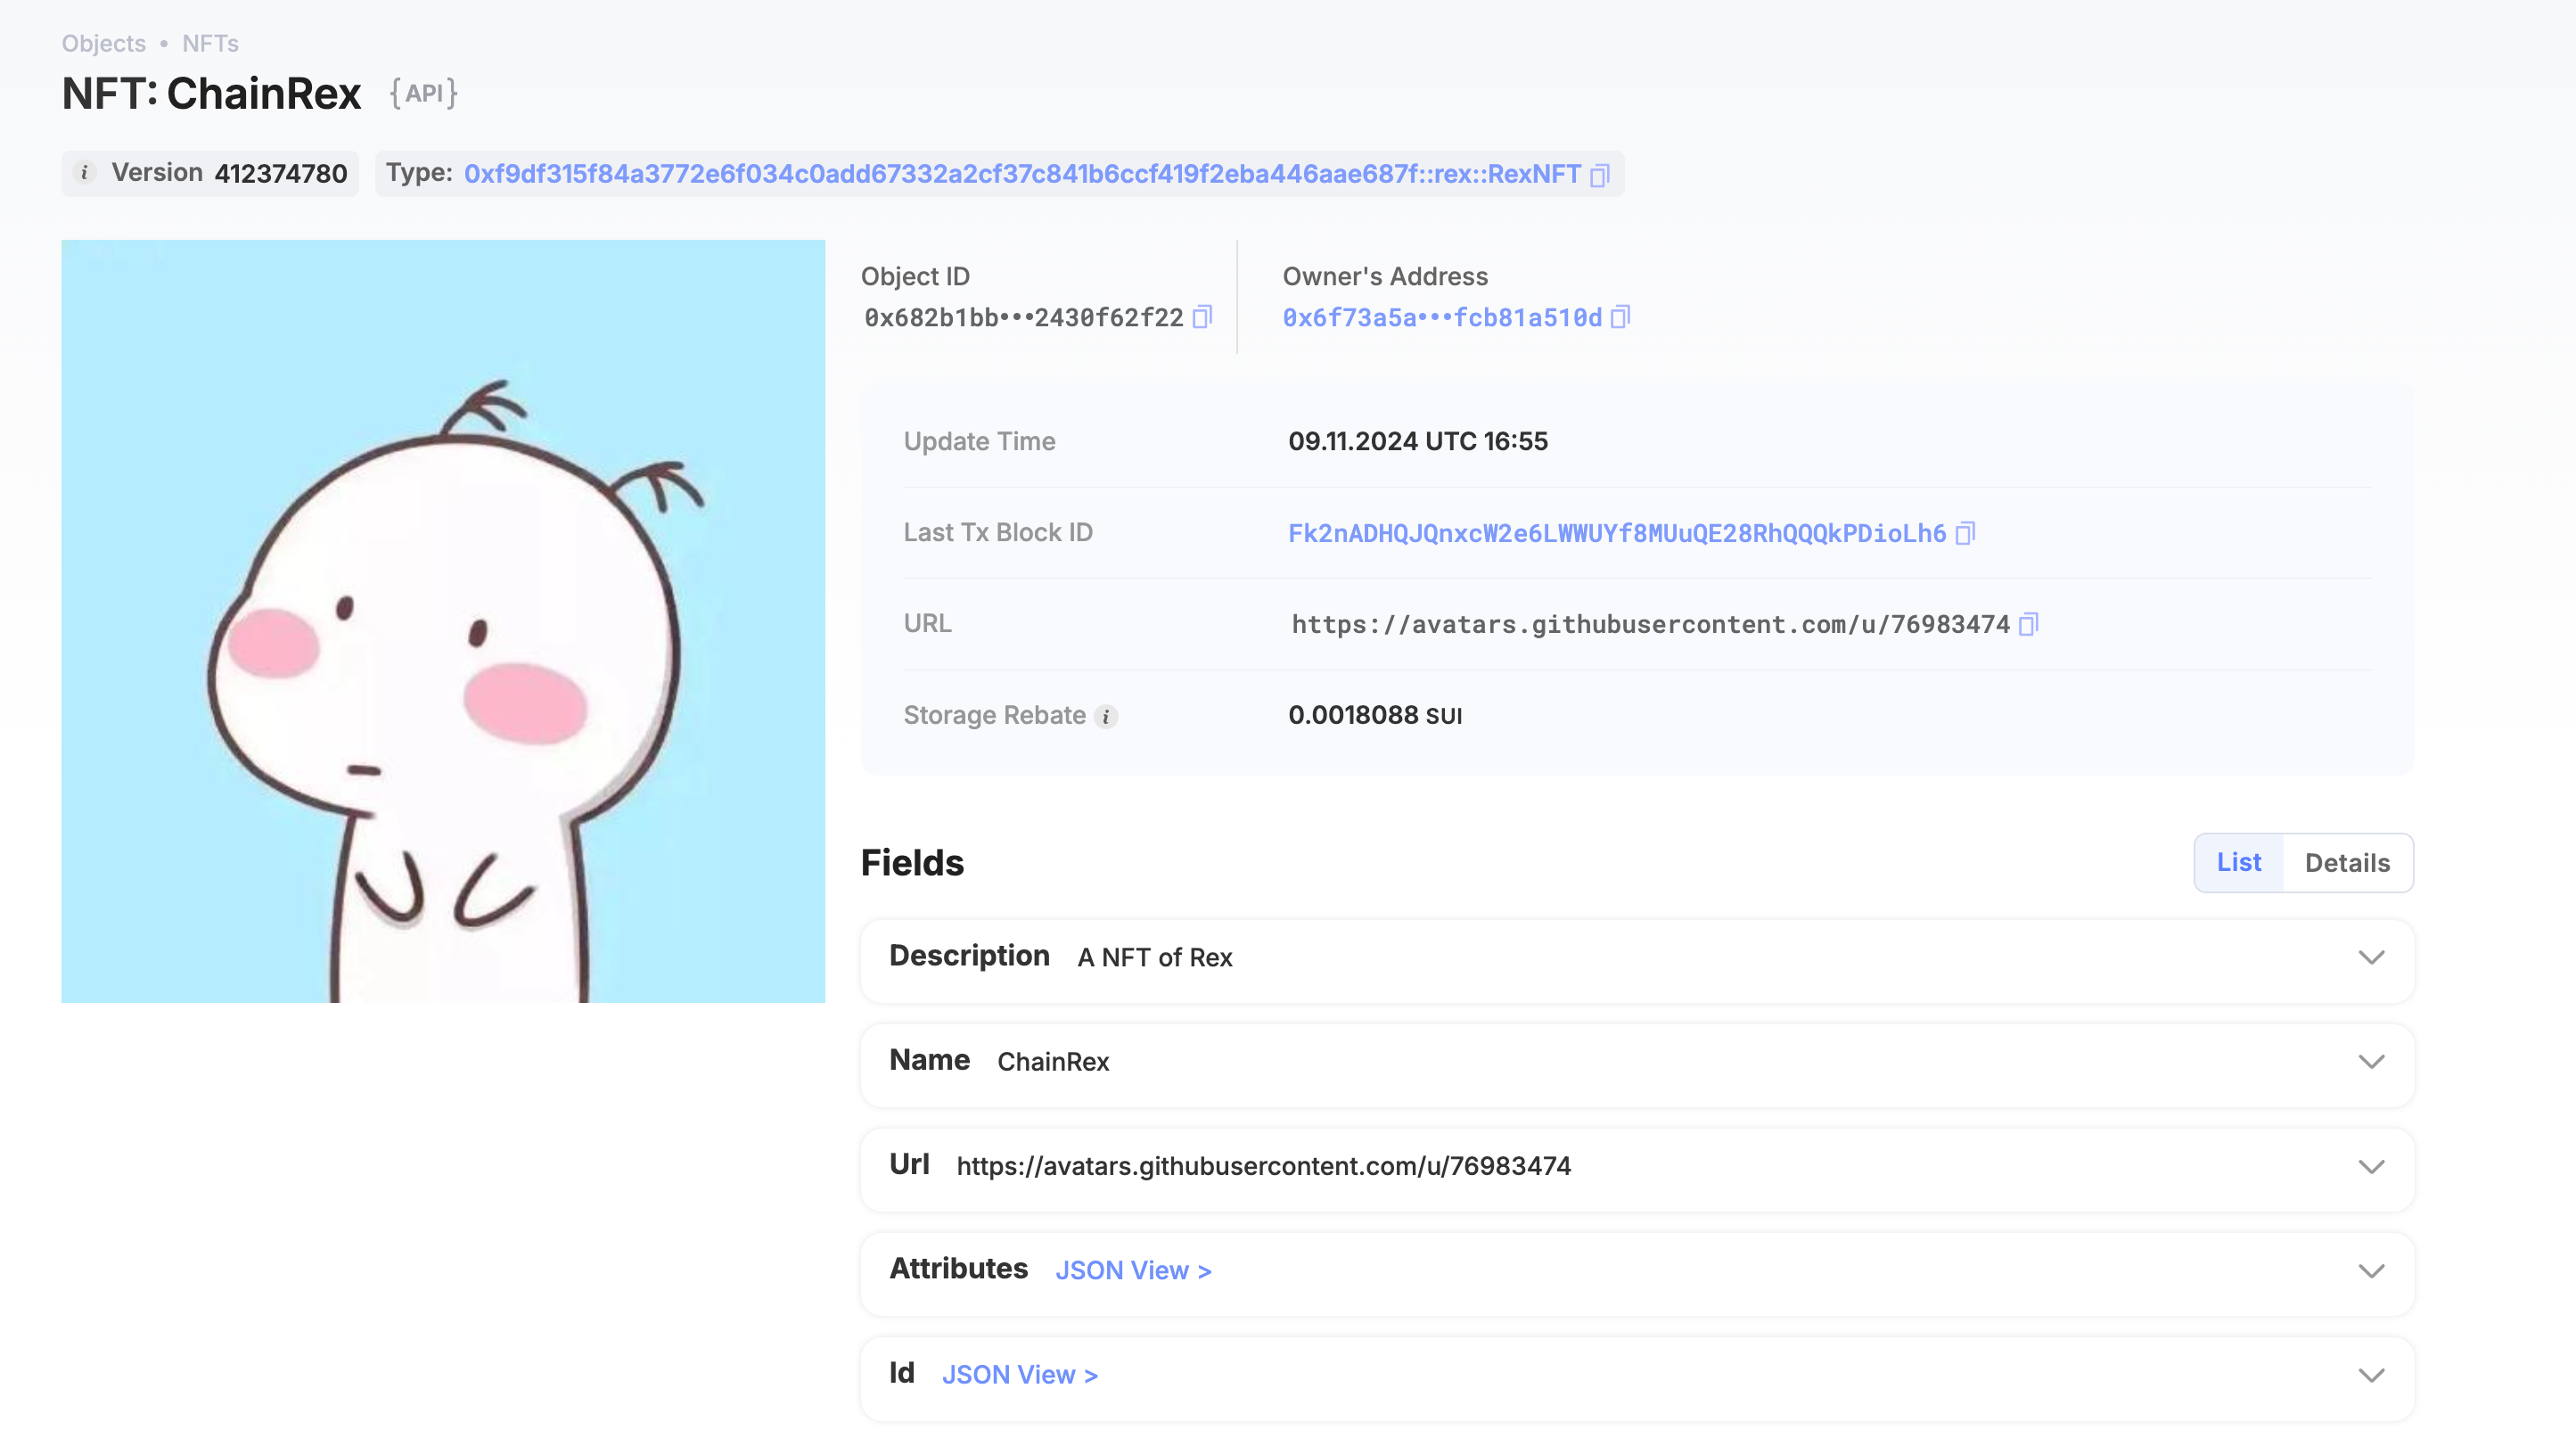 Objects • NFTs
NFT: ChainRex {API}
i Version 412374780 Type: 0xf9df315f84a3772e6f034c0add67332a2cf37c841b6ccf419f2eba446aae687f::rex::RexNFT
Object ID
0x682b1bb•••2430f62f22
Owner's Address
0x6f73a5a•••fcb81a510d
Update Time 09.11.2024 UTC 16:55
Last Tx Block ID Fk2nADHQJQnxcW2e6LWWUYf8MUuQE28RhQQQkPDioLh6
URL https://avatars.githubusercontent.com/u/76983474
Storage Rebate i 0.0018088 SUI
Fields
List Details
Description A NFT of Rex
Name ChainRex
Url https://avatars.githubusercontent.com/u/76983474
Attributes JSON View >
Id JSON View >